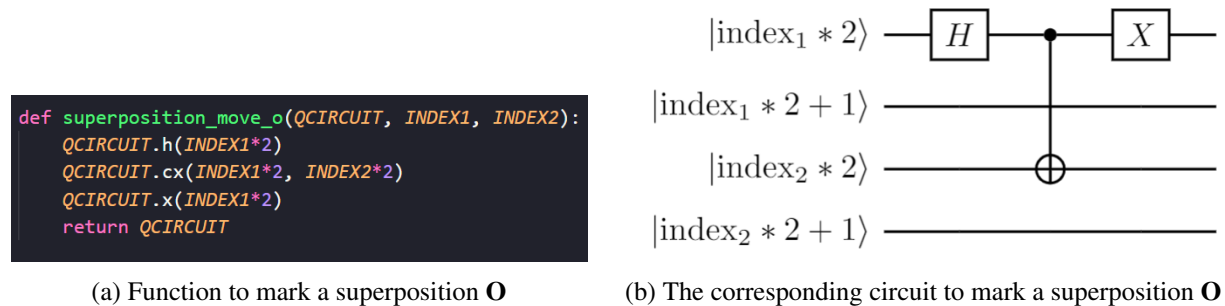 def superposition_move_o(QCIRCUIT, INDEX1, INDEX2):
    QCIRCUIT.h(INDEX1*2)
    QCIRCUIT.cx(INDEX1*2, INDEX2*2)
    QCIRCUIT.x(INDEX1*2)
    return QCIRCUIT
(a) Function to mark a superposition O
|index₁ * 2⟩ H X
|index₁ * 2 + 1⟩
|index₂ * 2⟩
|index₂ * 2 + 1⟩
(b) The corresponding circuit to mark a superposition O